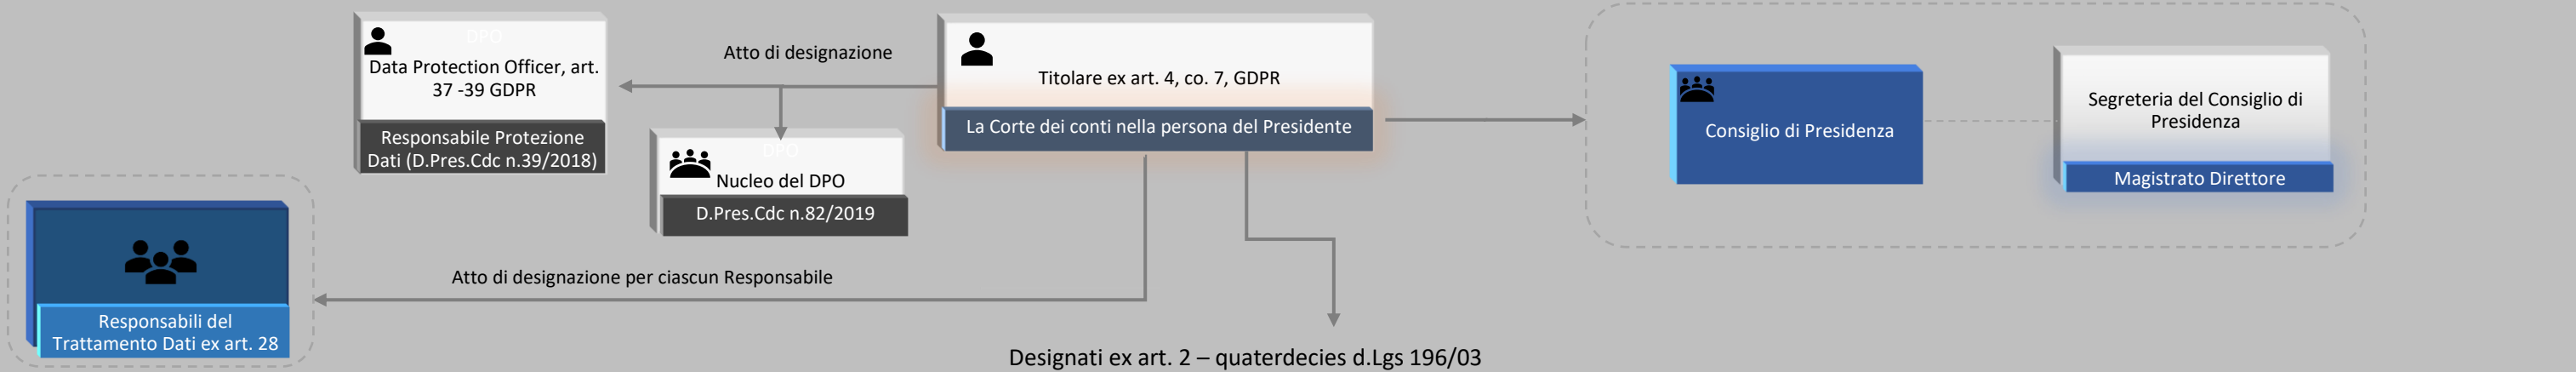 DPO
Data Protection Officer, art.
37 -39 GDPR
Responsabile Protezione
Dati (D.Pres.Cdc n.39/2018)
Atto di designazione
DPO
Nucleo del DPO
D.Pres.Cdc n.82/2019
Titolare ex art. 4, co. 7, GDPR
La Corte dei conti nella persona del Presidente
Consiglio di Presidenza
Segreteria del Consiglio di
Presidenza
Magistrato Direttore
Atto di designazione per ciascun Responsabile
Responsabili del
Trattamento Dati ex art. 28
Designati ex art. 2 – quaterdecies d.Lgs 196/03